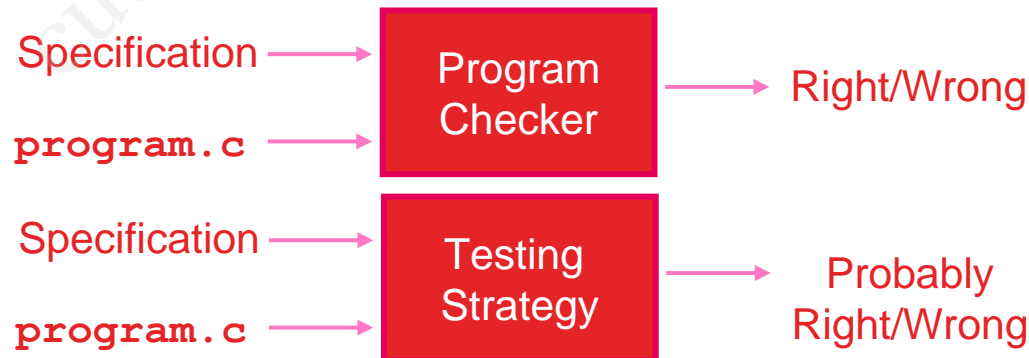 Specification
program.c
Program
Checker
Right/Wrong
Specification
program.c
Testing
Strategy
Probably
Right/Wrong